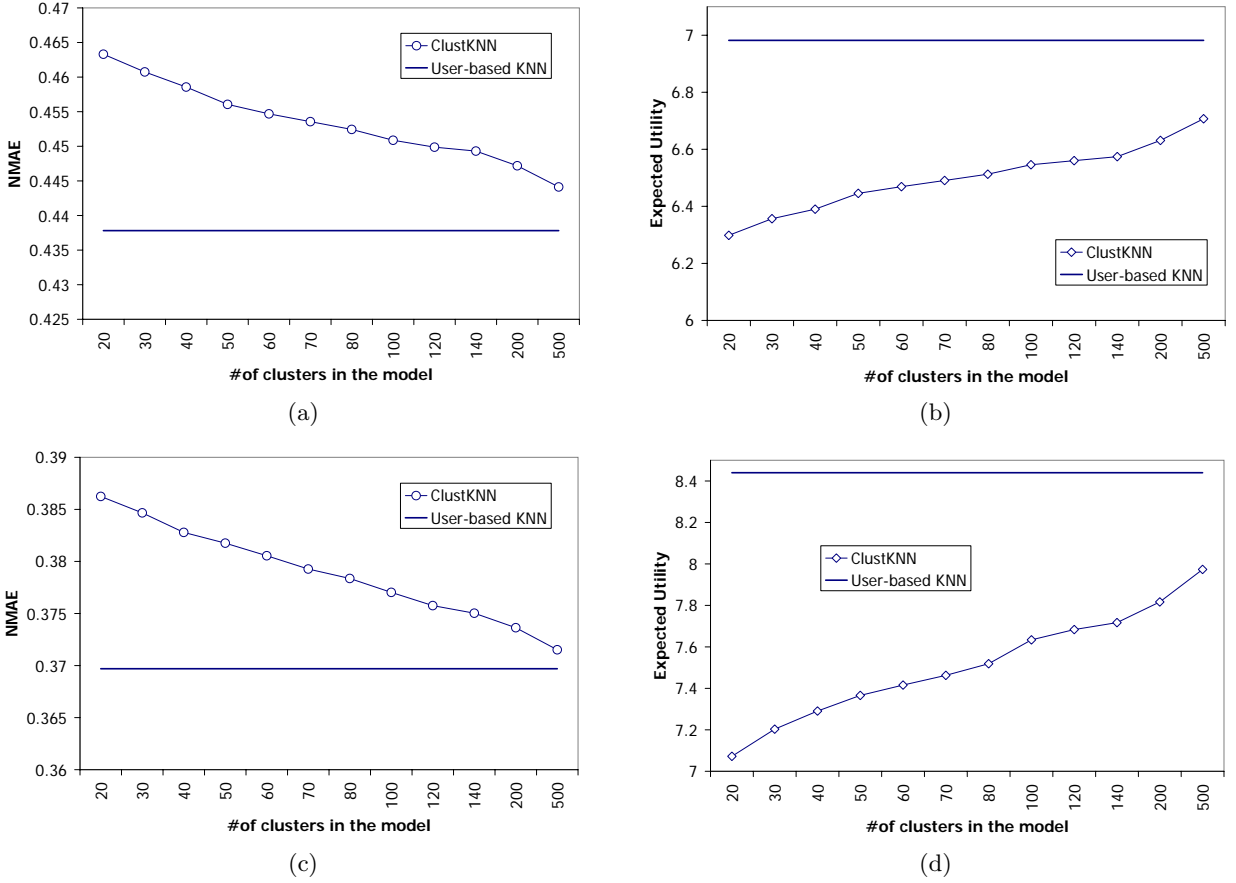 0.47
0.465
0.46
0.455
0.45
0.445
0.44
0.435
0.43
0.425
NMAE
ClustKNN
User-based KNN
20 30 40 50 60 70 80 100 120 140 200 500
#of clusters in the model
(a)
7
6.8
6.6
6.4
6.2
6
Expected Utility
ClustKNN
User-based KNN
20 30 40 50 60 70 80 100 120 140 200 500
#of clusters in the model
(b)
0.39
0.385
0.38
0.375
0.37
0.365
0.36
NMAE
ClustKNN
User-based KNN
20 30 40 50 60 70 80 100 120 140 200 500
#of clusters in the model
(c)
8.4
8.2
8
7.8
7.6
7.4
7.2
7
Expected Utility
ClustKNN
User-based KNN
20 30 40 50 60 70 80 100 120 140 200 500
#of clusters in the model
(d)